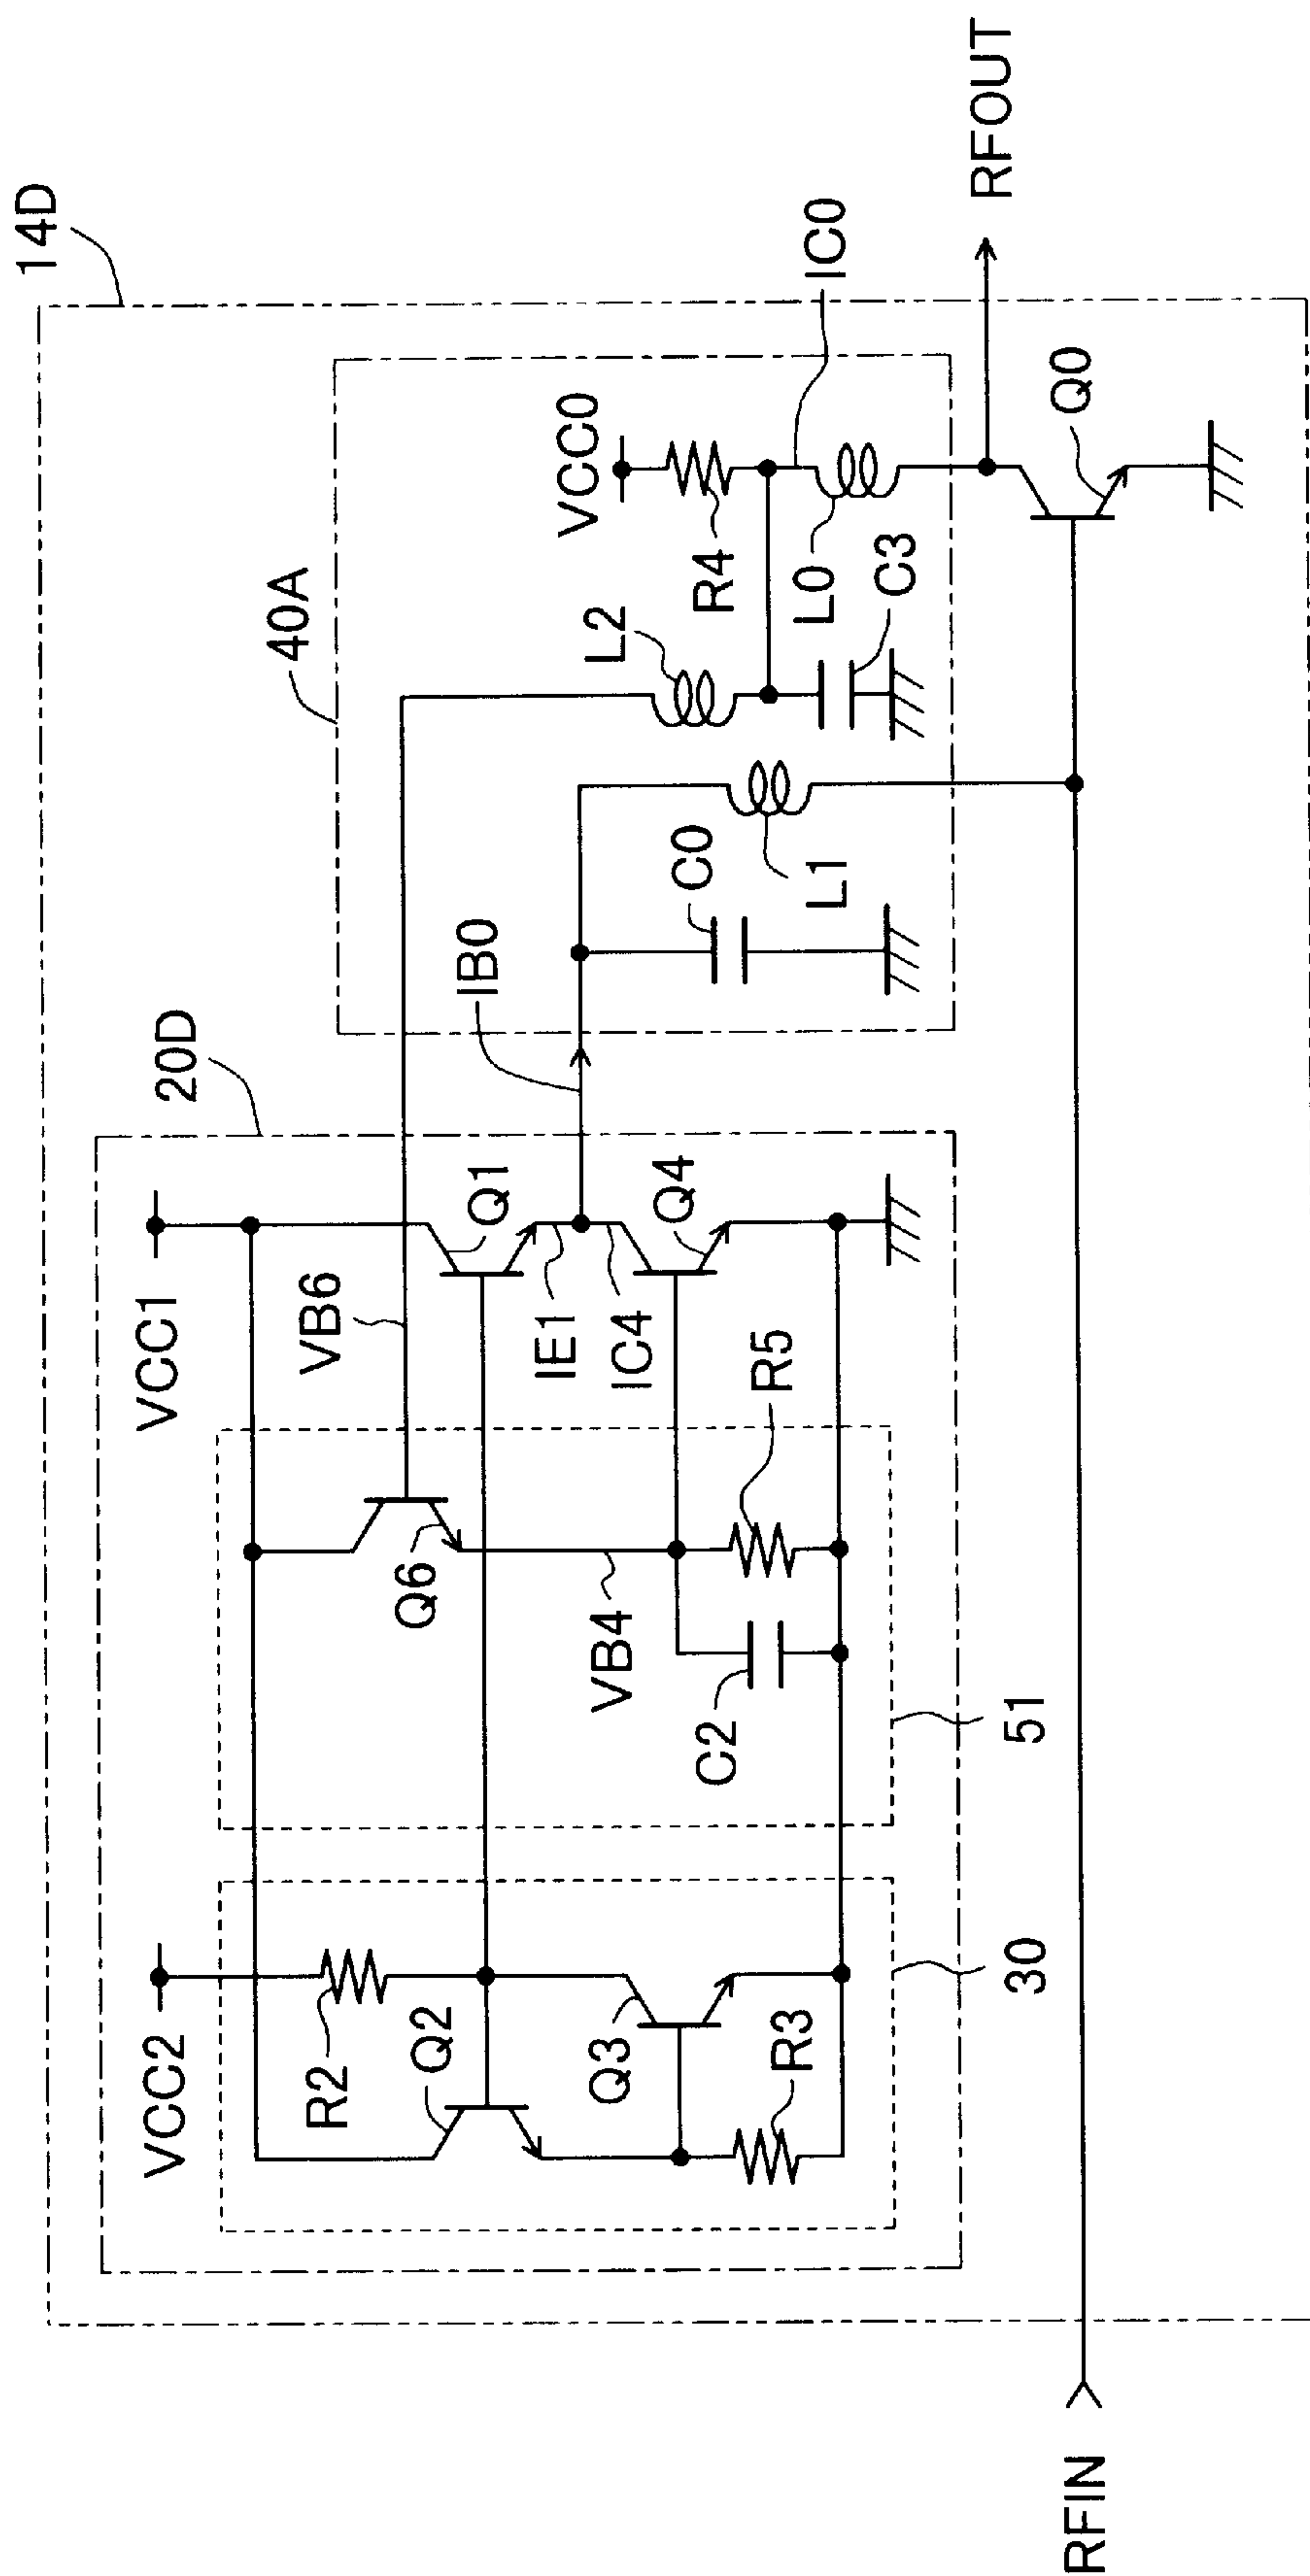 14D
20D
40A
VCC2
VCC1
VCC0
R2
Q2
Q3
R3
30
Q6
VB6
VB4
C2
R5
51
Q1
IE1
IC4
Q4
IB0
C0
L1
L2
R4
L0
C3
IC0
Q0
RFOUT
RFIN